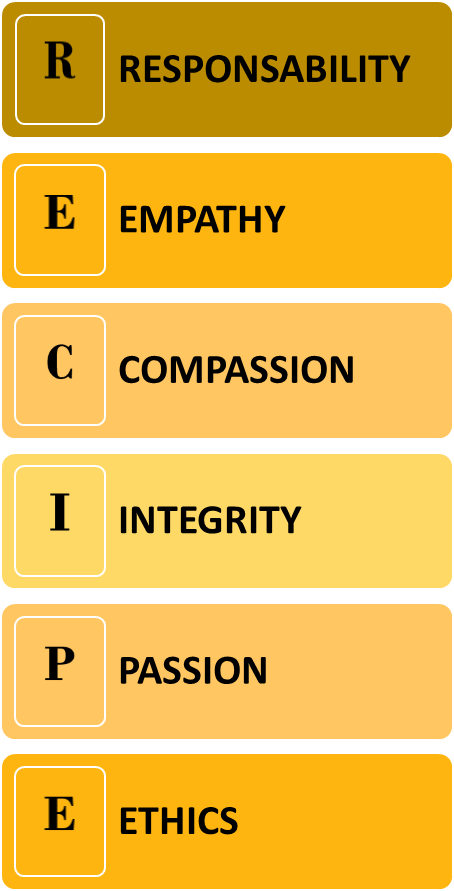 R RESPONSABILITY
E EMPATHY
C COMPASSION
I INTEGRITY
P PASSION
E ETHICS